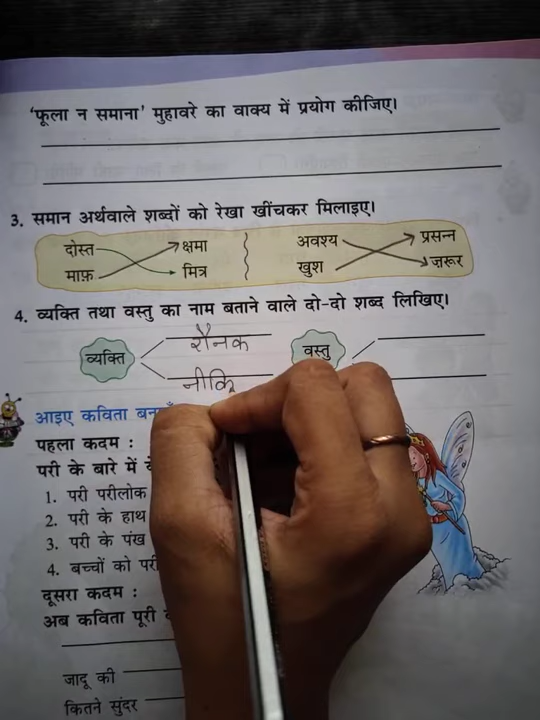 'फूला न समाना' मुहावरे का वाक्य में प्रयोग कीजिए।
3. समान अर्थवाले शब्दों को रेखा खींचकर मिलाइए।
दोस्त क्षमा अवश्य प्रसन्न
माफ़ मित्र खुश ज़रूर
4. व्यक्ति तथा वस्तु का नाम बताने वाले दो-दो शब्द लिखिए।
रौनक
व्यक्ति वस्तु
नीकि
आइए कविता
पहला कदम :
परी के बारे में
1. परी परीलोक
2. परी के हाथ
3. परी के पंख
4. बच्चों को परी
दूसरा कदम :
अब कविता पूरी
जादू की
कितने सुंदर